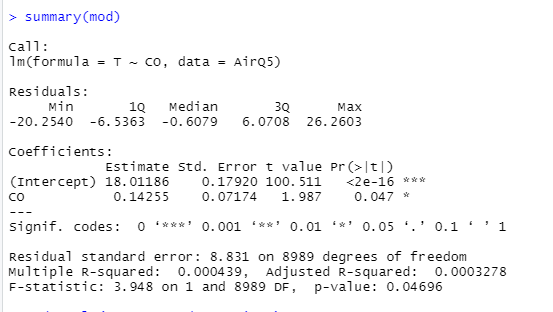 > summary(mod)
Call:
lm(formula = T ~ CO, data = AirQ5)
Residuals:
Min 1Q Median 3Q Max
-20.2540 -6.5363 -0.6079 6.0708 26.2603
Coefficients:
Estimate Std. Error t value Pr(>|t|)
(Intercept) 18.01186 0.17920 100.511 <2e-16 ***
CO 0.14255 0.07174 1.987 0.047 *
---
Signif. codes: 0 ‘***’ 0.001 ‘**’ 0.01 ‘*’ 0.05 ‘.’ 0.1 ‘ ’ 1
Residual standard error: 8.831 on 8989 degrees of freedom
Multiple R-squared: 0.000439, Adjusted R-squared: 0.0003278
F-statistic: 3.948 on 1 and 8989 DF, p-value: 0.04696